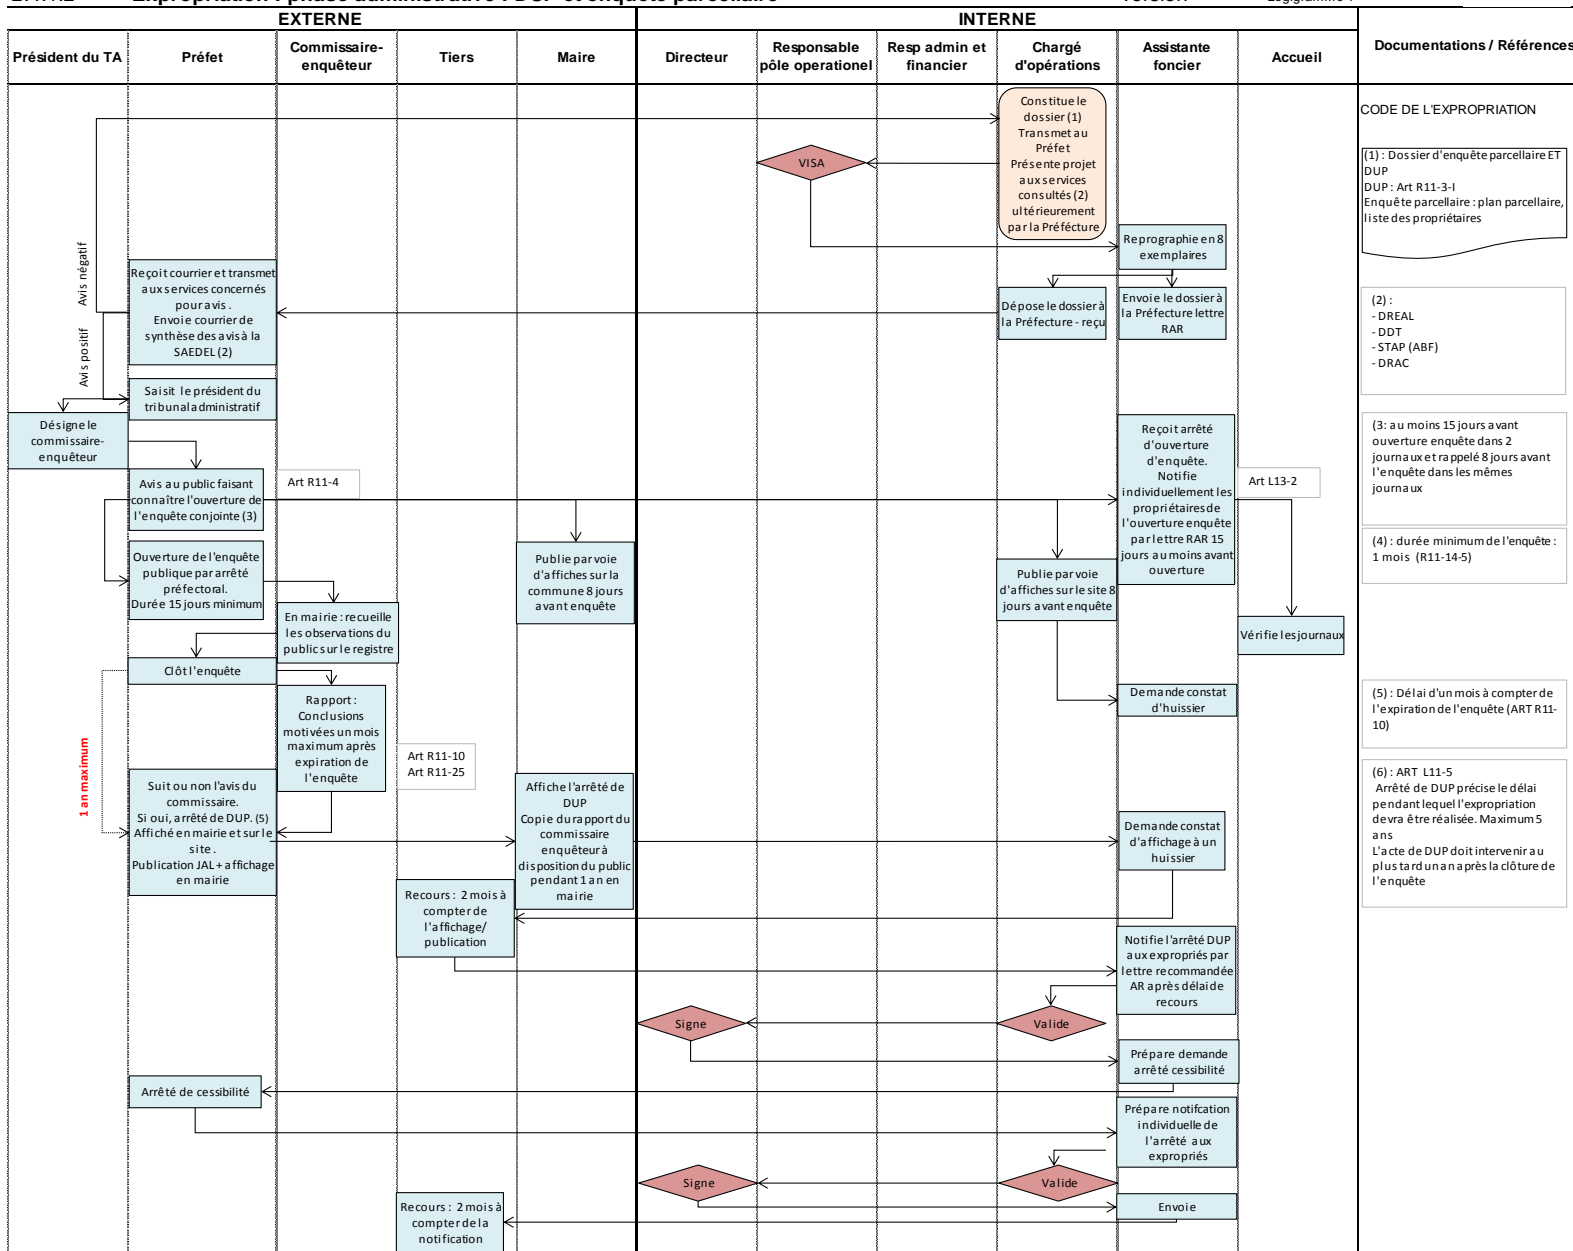 EXTERNE
INTERNE
Président du TA
Préfet
Commissaire-
enquêteur
Tiers
Maire
Directeur
Responsable
pôle operationel
Resp admin et
financier
Chargé
d'opérations
Assistante
foncier
Accueil
Documentations / Références
Constitue le
dossier (1)
Transmet au
Préfet
Présente projet
aux services
consultés (2)
ultérieurement
par la Préfécture
VISA
Reprographie en 8
exemplaires
CODE DE L'EXPROPRIATION
(1) : Dossier d'enquête parcellaire ET
DUP
DUP : Art R11-3-I
Enquête parcellaire : plan parcellaire,
liste des propriétaires
Avis négatif
Avis positif
Reçoit courrier et transmet
aux services concernés
pour avis .
Envoie courrier de
synthèse des avis à la
SAEDEL (2)
Dépose le dossier à
la Préfecture - reçu
Envoie le dossier à
la Préfecture lettre
RAR
(2) :
- DREAL
- DDT
- STAP (ABF)
- DRAC
Saisit le président du
tribunal administratif
Désigne le
commissaire-
enquêteur
Avis au public faisant
connaître l'ouverture de
l'enquête conjointe (3)
Art R11-4
Reçoit arrêté
d'ouverture
d'enquête.
Notifie
individuellement les
propriétaires de
l'ouverture enquête
par lettre RAR 15
jours au moins avant
ouverture
Art L13-2
(3: au moins 15 jours avant
ouverture enquête dans 2
journaux et rappelé 8 jours avant
l'enquête dans les mêmes
journaux
Ouverture de l'enquête
publique par arrêté
préfectoral.
Durée 15 jours minimum
Publie par voie
d'affiches sur la
commune 8 jours
avant enquête
Publie par voie
d'affiches sur le site 8
jours avant enquête
(4) : durée minimum de l'enquête :
1 mois (R11-14-5)
En mairie : recueille
les observations du
public sur le registre
Vérifie les journaux
Clôt l'enquête
Rapport :
Conclusions
motivées un mois
maximum après
expiration de
l'enquête
Demande constat
d'huissier
(5) : Délai d'un mois à compter de
l'expiration de l'enquête (ART R11-
10)
1 an maximum
Art R11-10
Art R11-25
Suit ou non l'avis du
commissaire.
Si oui, arrêté de DUP. (5)
Affiché en mairie et sur le
site .
Publication JAL + affichage
en mairie
Affiche l'arrêté de
DUP
Copie du rapport du
commissaire
enquêteur à
disposition du public
pendant 1 an en
mairie
Demande constat
d'affichage à un
huissier
(6) : ART L11-5
Arrêté de DUP précise le délai
pendant lequel l'expropriation
devra être réalisée. Maximum 5
ans
L'acte de DUP doit intervenir au
plus tard un an après la clôture de
l'enquête
Recours : 2 mois à
compter de
l'affichage/
publication
Notifie l'arrêté DUP
aux expropriés par
lettre recommandée
AR après délai de
recours
Signe
Valide
Prépare demande
arrêté cessibilité
Arrêté de cessibilité
Prépare notifcation
individuelle de
l'arrêté aux
expropriés
Signe
Valide
Envoie
Recours : 2 mois à
compter de la
notification